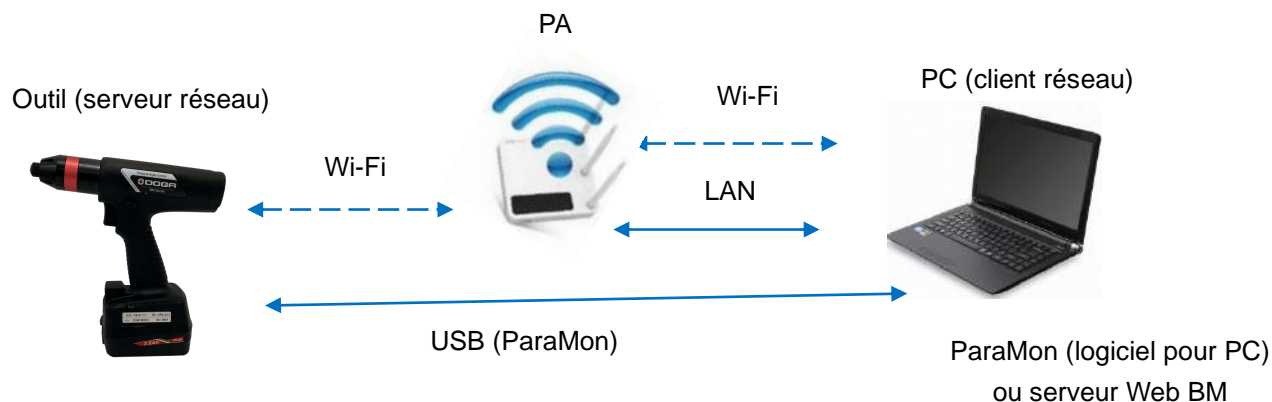 PA
Outil (serveur réseau)
Wi-Fi
Wi-Fi
PC (client réseau)
LAN
DOGA
USB (ParaMon)
ParaMon (logiciel pour PC)
ou serveur Web BM